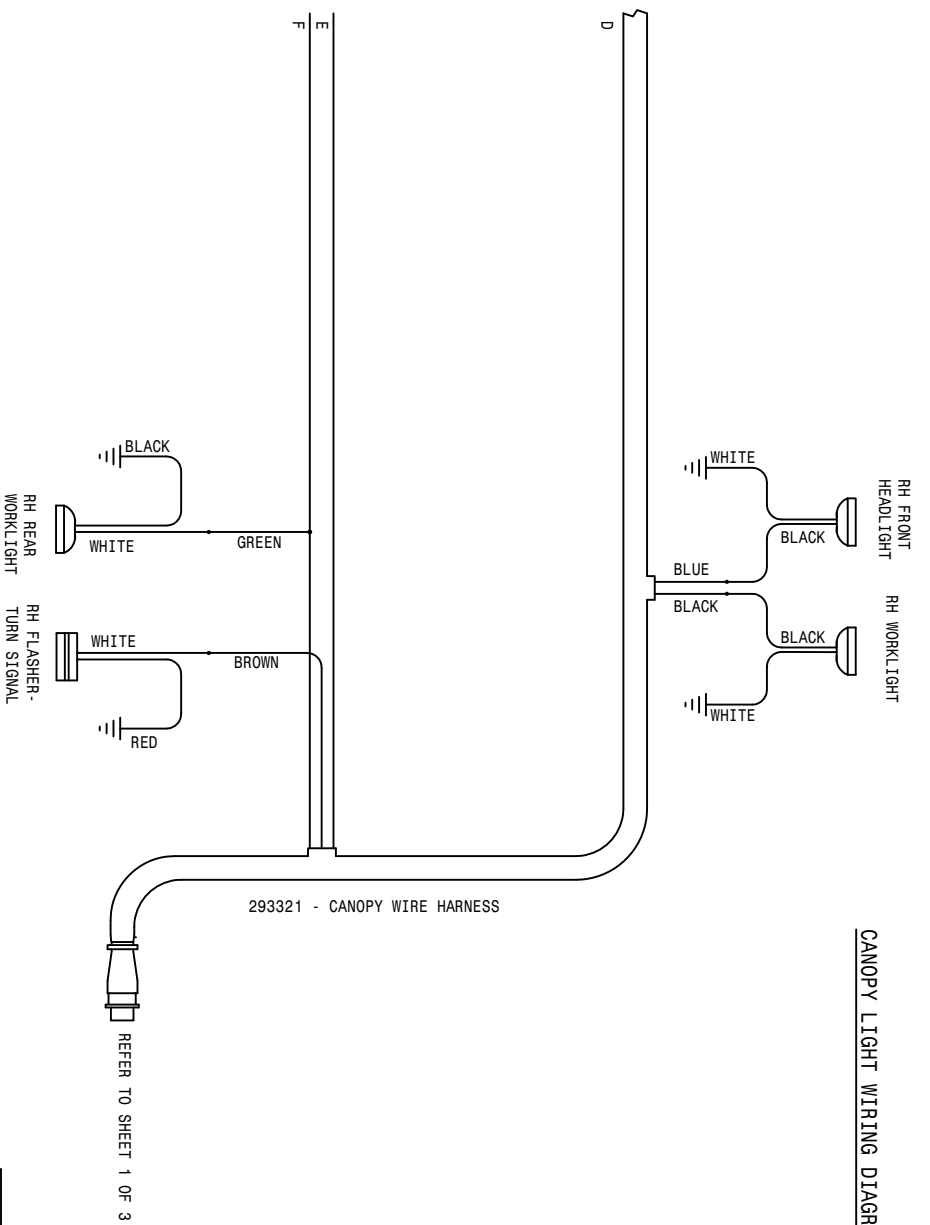 F
E
D
WHITE
RH FRONT
HEADLIGHT
BLACK
BLUE
BLACK
RH WORKLIGHT
BLACK
WHITE
BLACK
RH REAR
WORKLIGHT
WHITE
GREEN
RH FLASHER-
TURN SIGNAL
WHITE
BROWN
RED
293321 - CANOPY WIRE HARNESS
CANOPY LIGHT WIRING DIAGR
REFER TO SHEET 1 OF 3